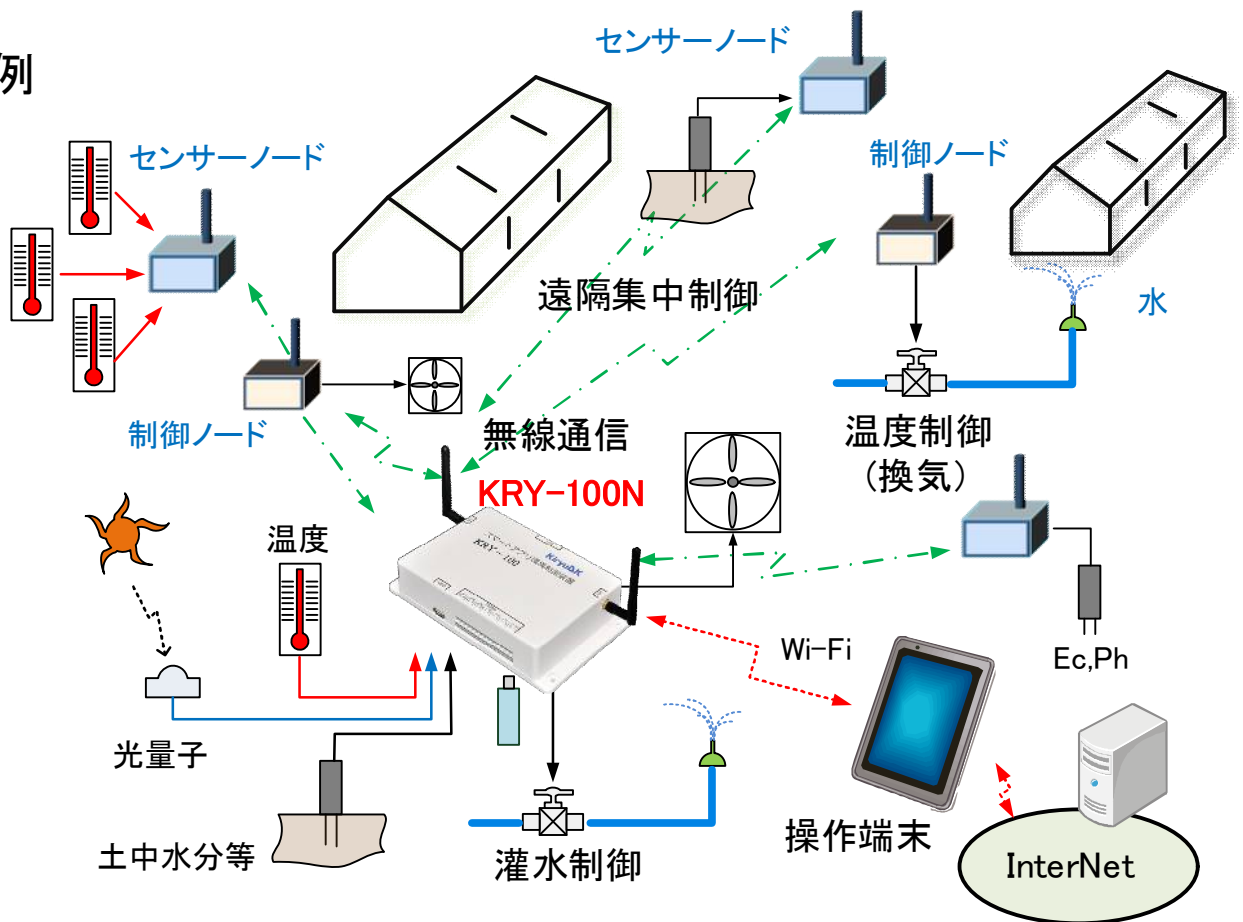 例
センサーノード
センサーノード
制御ノード
遠隔集中制御
水
制御ノード
無線通信
温度制御
(換気)
KRY-100N
温度
KRY-100
KiryuDK
Wi-Fi
Ec,Ph
光量子
土中水分等
灌水制御
操作端末
InterNet